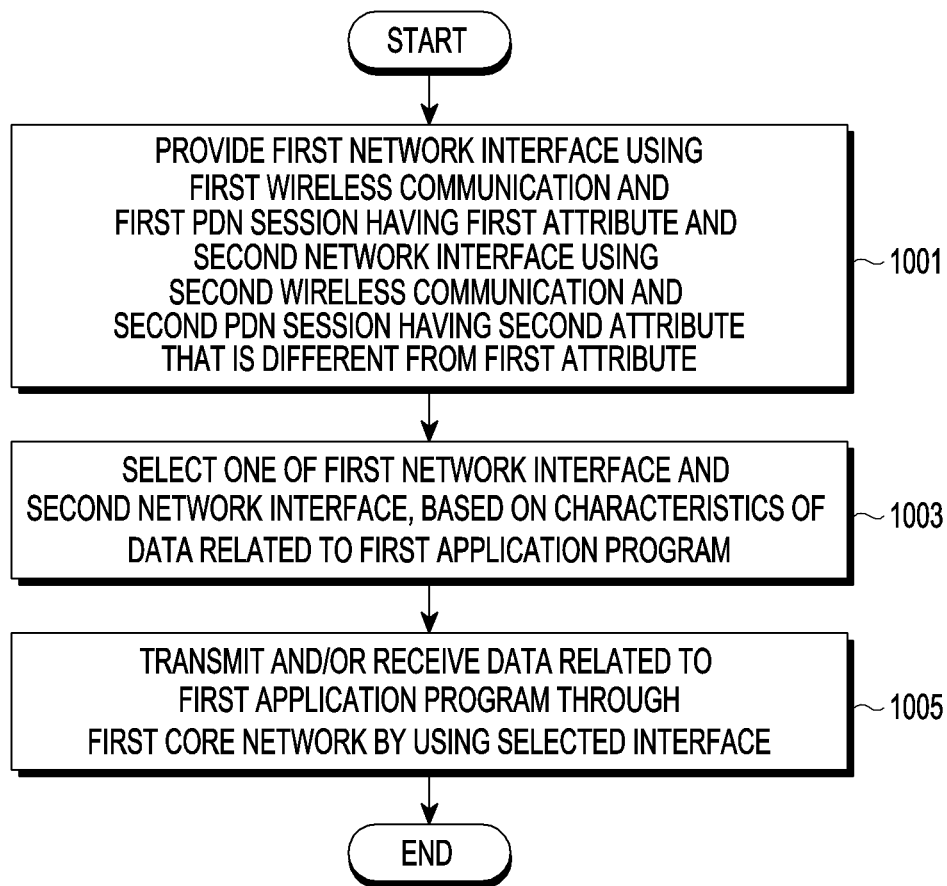 START
PROVIDE FIRST NETWORK INTERFACE USING
FIRST WIRELESS COMMUNICATION AND
FIRST PDN SESSION HAVING FIRST ATTRIBUTE AND
SECOND NETWORK INTERFACE USING
SECOND WIRELESS COMMUNICATION AND
SECOND PDN SESSION HAVING SECOND ATTRIBUTE
THAT IS DIFFERENT FROM FIRST ATTRIBUTE
1001
SELECT ONE OF FIRST NETWORK INTERFACE AND
SECOND NETWORK INTERFACE, BASED ON CHARACTERISTICS OF
DATA RELATED TO FIRST APPLICATION PROGRAM
1003
TRANSMIT AND/OR RECEIVE DATA RELATED TO
FIRST APPLICATION PROGRAM THROUGH
FIRST CORE NETWORK BY USING SELECTED INTERFACE
1005
END